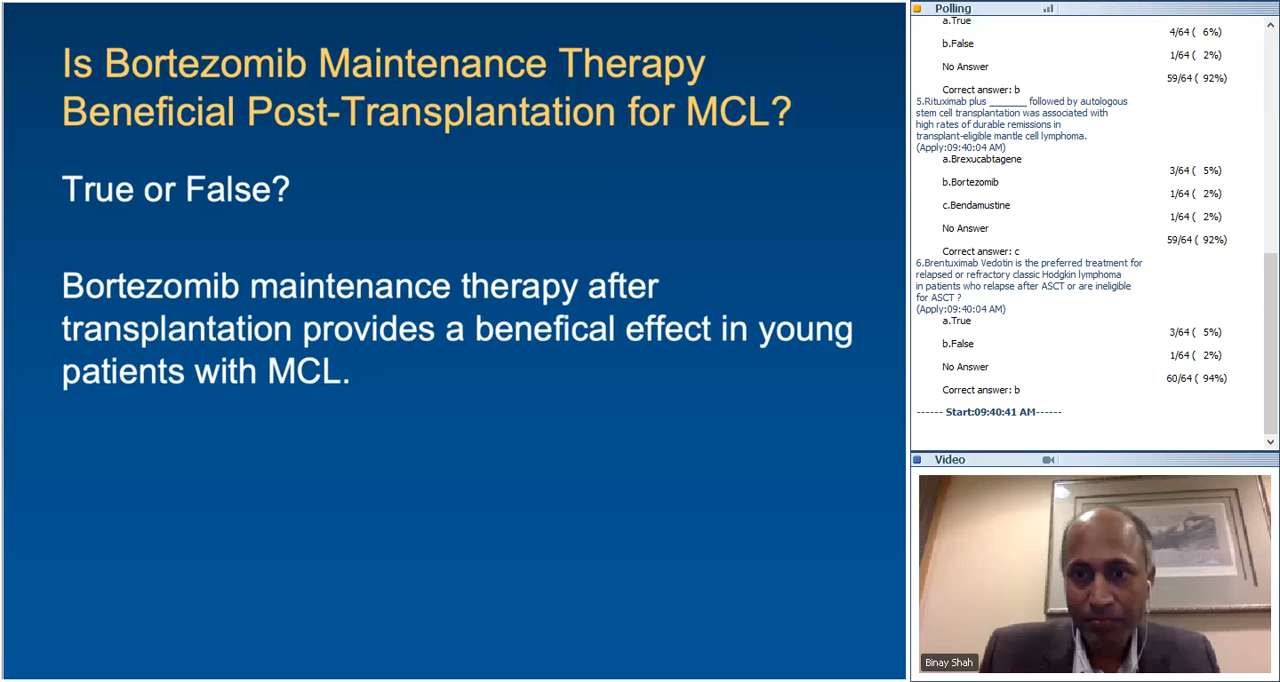 Is Bortezomib Maintenance Therapy
Beneficial Post-Transplantation for MCL?
True or False?
Bortezomib maintenance therapy after
transplantation provides a benefical effect in young
patients with MCL.
Polling
a.True
4/64 ( 6%)
b.False
1/64 ( 2%)
No Answer
59/64 ( 92%)
Correct answer: b
5.Rituximab plus _______ followed by autologous
stem cell transplantation was associated with
high rates of durable remissions in
transplant-eligible mantle cell lymphoma.
(Apply:09:40:04 AM)
a.Brexucabtagene
3/64 ( 5%)
b.Bortezomib
1/64 ( 2%)
c.Bendamustine
1/64 ( 2%)
No Answer
59/64 ( 92%)
Correct answer: c
6.Brentuximab Vedotin is the preferred treatment for
relapsed or refractory classic Hodgkin lymphoma
in patients who relapse after ASCT or are ineligible
for ASCT ?
(Apply:09:40:04 AM)
a.True
3/64 ( 5%)
b.False
1/64 ( 2%)
No Answer
60/64 ( 94%)
Correct answer: b
------ Start:09:40:41 AM------
Video
Binay Shah